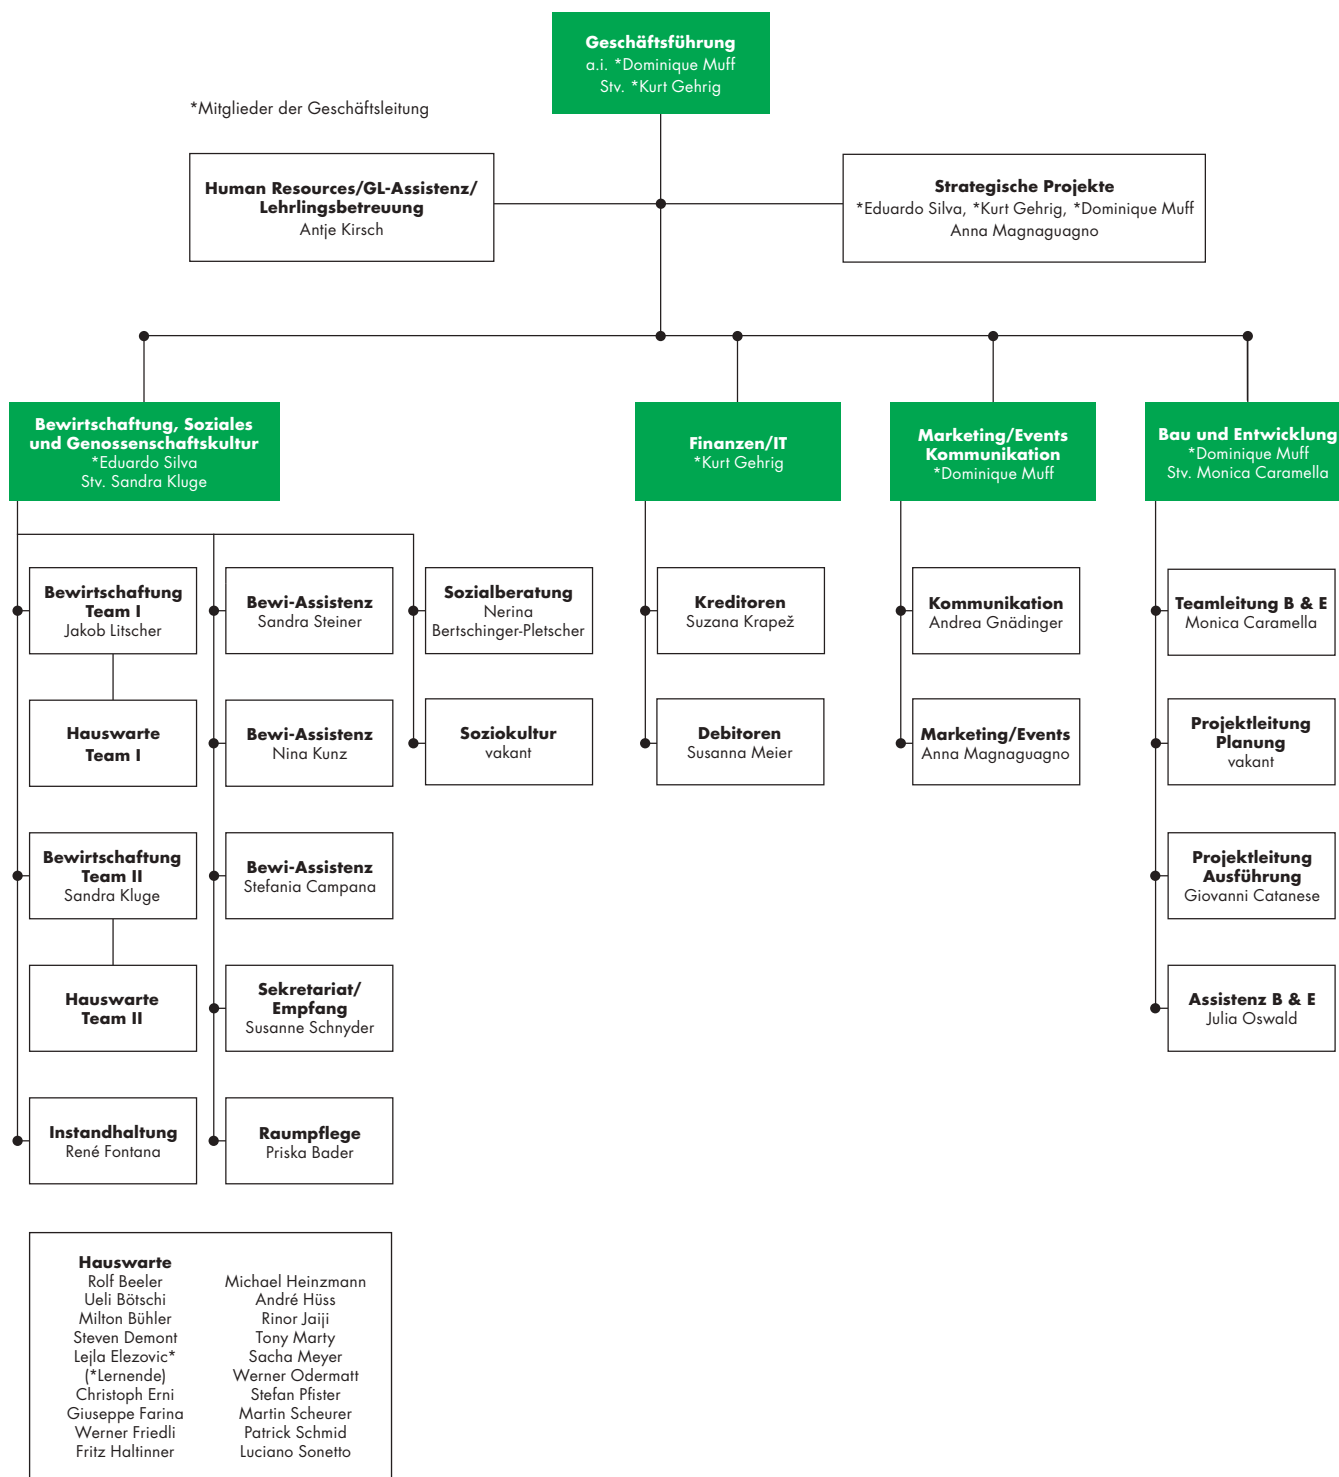 Geschäftsführung
a.i. *Dominique Muff
Stv. *Kurt Gehrig
*Mitglieder der Geschäftsleitung
Human Resources/GL-Assistenz/
Lehrlingsbetreuung
Antje Kirsch
Strategische Projekte
*Eduardo Silva, *Kurt Gehrig, *Dominique Muff
Anna Magnaguagno
Bewirtschaftung, Soziales
und Genossenschaftskultur
*Eduardo Silva
Stv. Sandra Kluge
Finanzen/IT
*Kurt Gehrig
Marketing/Events
Kommunikation
*Dominique Muff
Bau und Entwicklung
*Dominique Muff
Stv. Monica Caramella
Bewirtschaftung
Team I
Jakob Litscher
Bewi-Assistenz
Sandra Steiner
Sozialberatung
Nerina
Bertschinger-Pletscher
Kreditoren
Suzana Krapež
Kommunikation
Andrea Gnädinger
Teamleitung B & E
Monica Caramella
Hauswarte
Team I
Bewi-Assistenz
Nina Kunz
Soziokultur
vakant
Debitoren
Susanna Meier
Marketing/Events
Anna Magnaguagno
Projektleitung
Planung
vakant
Bewirtschaftung
Team II
Sandra Kluge
Bewi-Assistenz
Stefania Campana
Projektleitung
Ausführung
Giovanni Catanese
Hauswarte
Team II
Sekretariat/
Empfang
Susanne Schnyder
Assistenz B & E
Julia Oswald
Instandhaltung
René Fontana
Raumpflege
Priska Bader
Hauswarte
Rolf Beeler
Ueli Bötschi
Milton Bühler
Steven Demont
Lejla Elezovic*
(*Lernende)
Christoph Erni
Giuseppe Farina
Werner Friedli
Fritz Haltinner
Michael Heinzmann
André Hüss
Rinor Jaiji
Tony Marty
Sacha Meyer
Werner Odermatt
Stefan Pfister
Martin Scheurer
Patrick Schmid
Luciano Sonetto